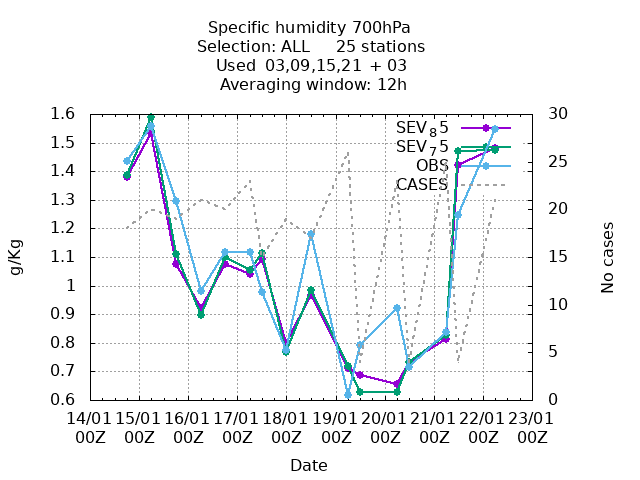 Specific humidity 700hPa
Selection: ALL 25 stations
Used 03,09,15,21 + 03
Averaging window: 12h
1.6
1.5
1.4
1.3
1.2
1.1
1
0.9
0.8
0.7
0.6
g/Kg
30
25
20
15
10
5
0
No cases
SEV₈5
SEV₇5
OBS
CASES
14/01 15/01 16/01 17/01 18/01 19/01 20/01 21/01 22/01 23/01
00Z 00Z 00Z 00Z 00Z 00Z 00Z 00Z 00Z 00Z
Date